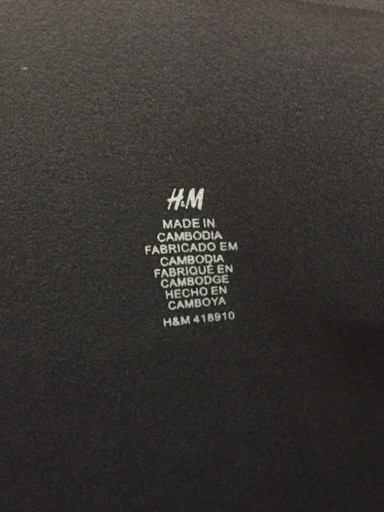 H&M
MADE IN
CAMBODIA
FABRICADO EM
CAMBODIA
FABRIQUÉ EN
CAMBODGE
HECHO EN
CAMBOYA
H&M 418910